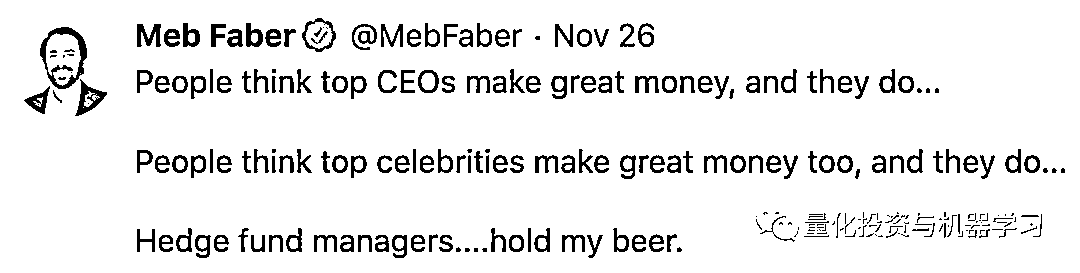 Meb Faber @MebFaber · Nov 26
People think top CEOs make great money, and they do...
People think top celebrities make great money too, and they do...
Hedge fund managers....hold my beer.
量化投资与机器学习